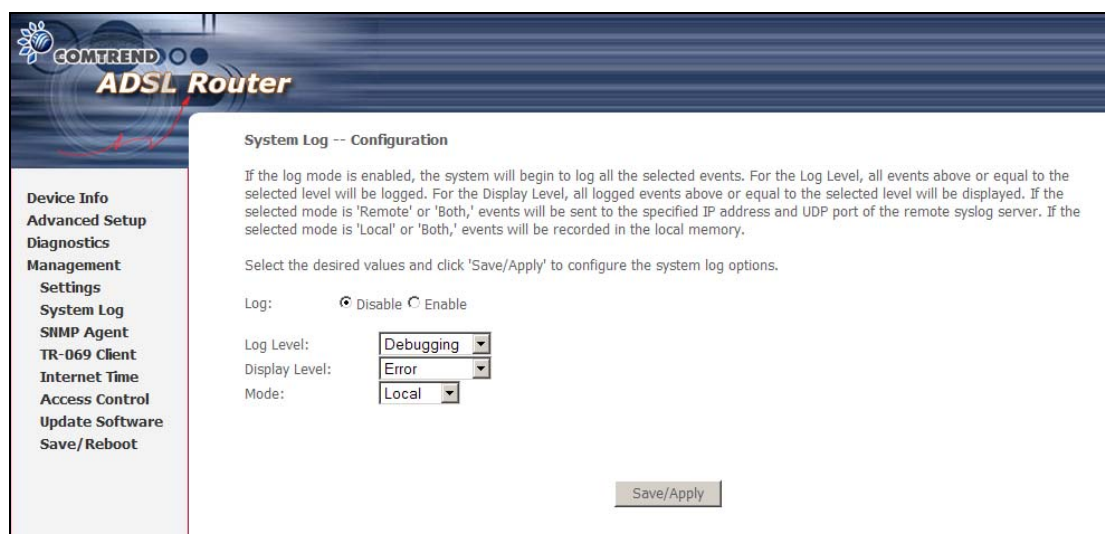 COMTREND
ADSL Router
Device Info
Advanced Setup
Diagnostics
Management
Settings
System Log
SNMP Agent
TR-069 Client
Internet Time
Access Control
Update Software
Save/Reboot
System Log -- Configuration
If the log mode is enabled, the system will begin to log all the selected events. For the Log Level, all events above or equal to the
selected level will be logged. For the Display Level, all logged events above or equal to the selected level will be displayed. If the
selected mode is 'Remote' or 'Both,' events will be sent to the specified IP address and UDP port of the remote syslog server. If the
selected mode is 'Local' or 'Both,' events will be recorded in the local memory.
Select the desired values and click 'Save/Apply' to configure the system log options.
Log: Disable Enable
Log Level: Debugging
Display Level: Error
Mode: Local
Save/Apply